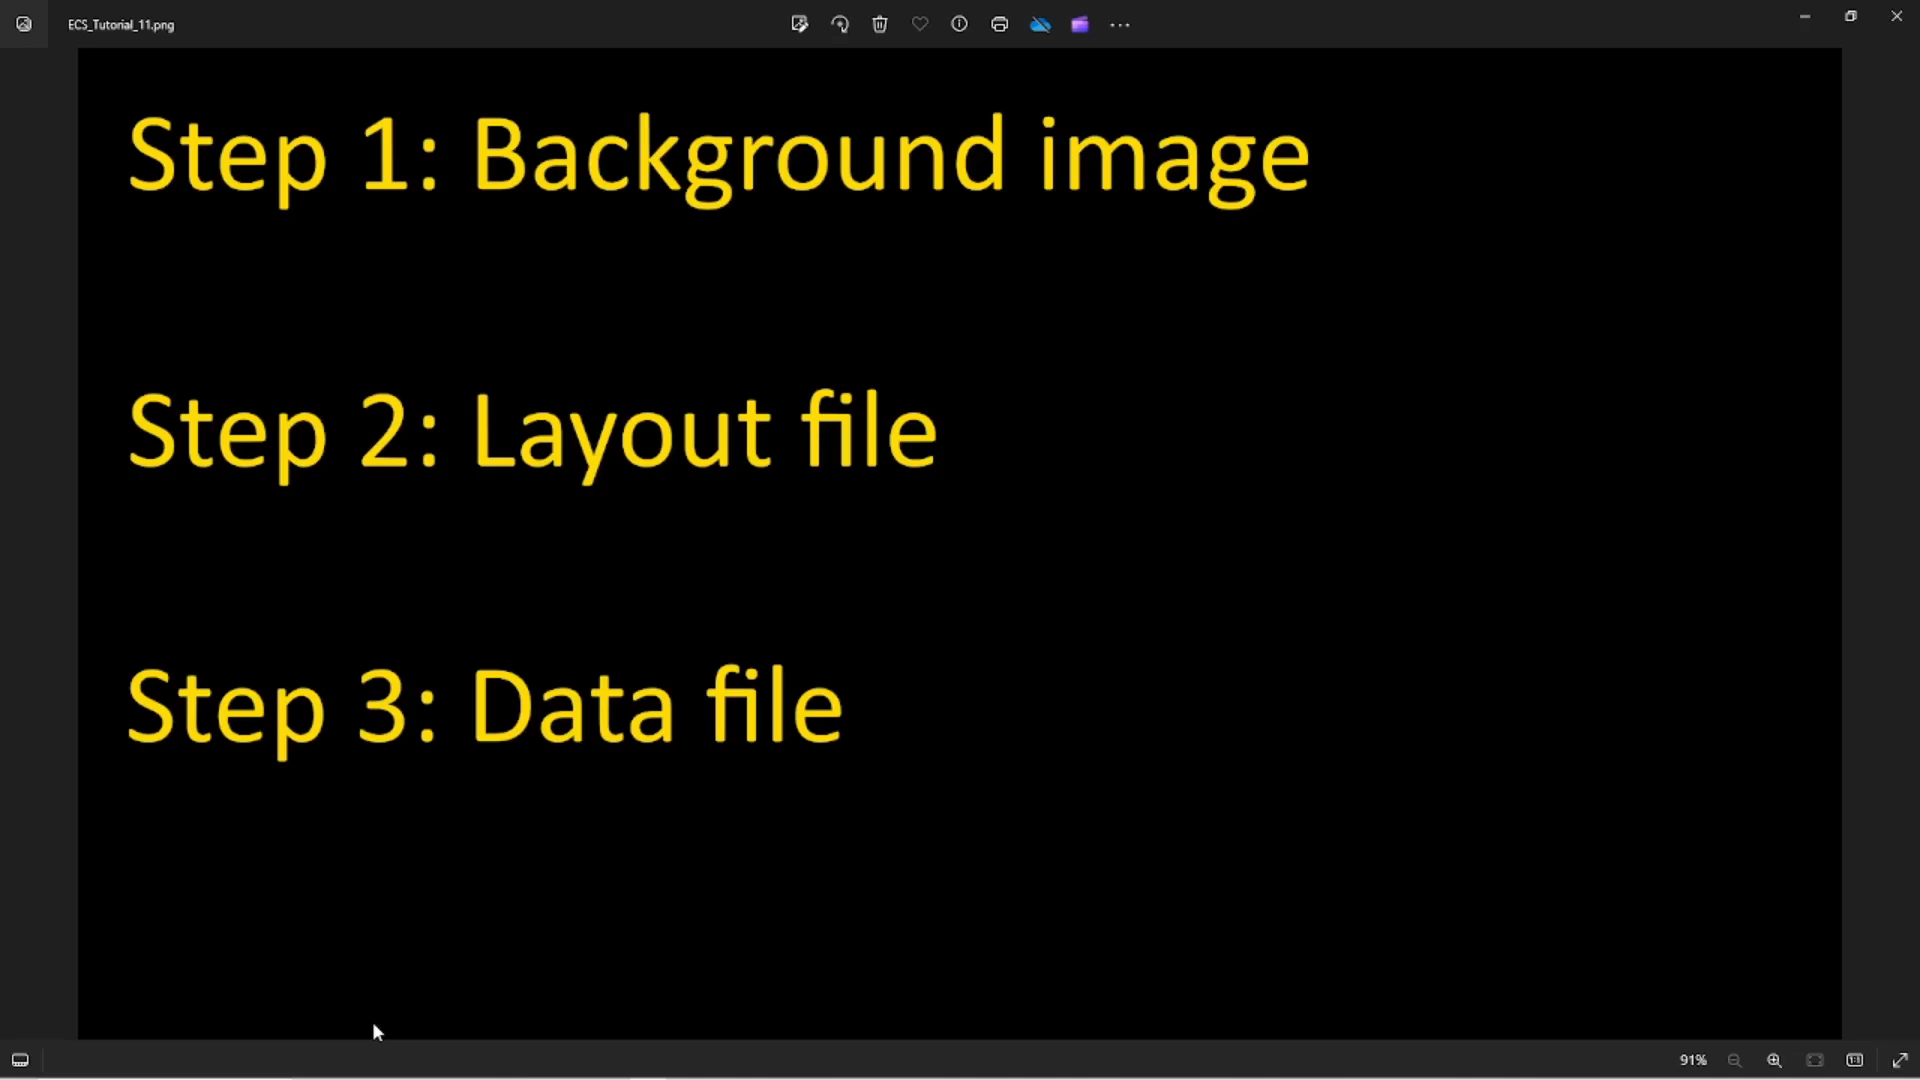 ECS_Tutorial_11.png
Step 1: Background image
Step 2: Layout file
Step 3: Data file
91%